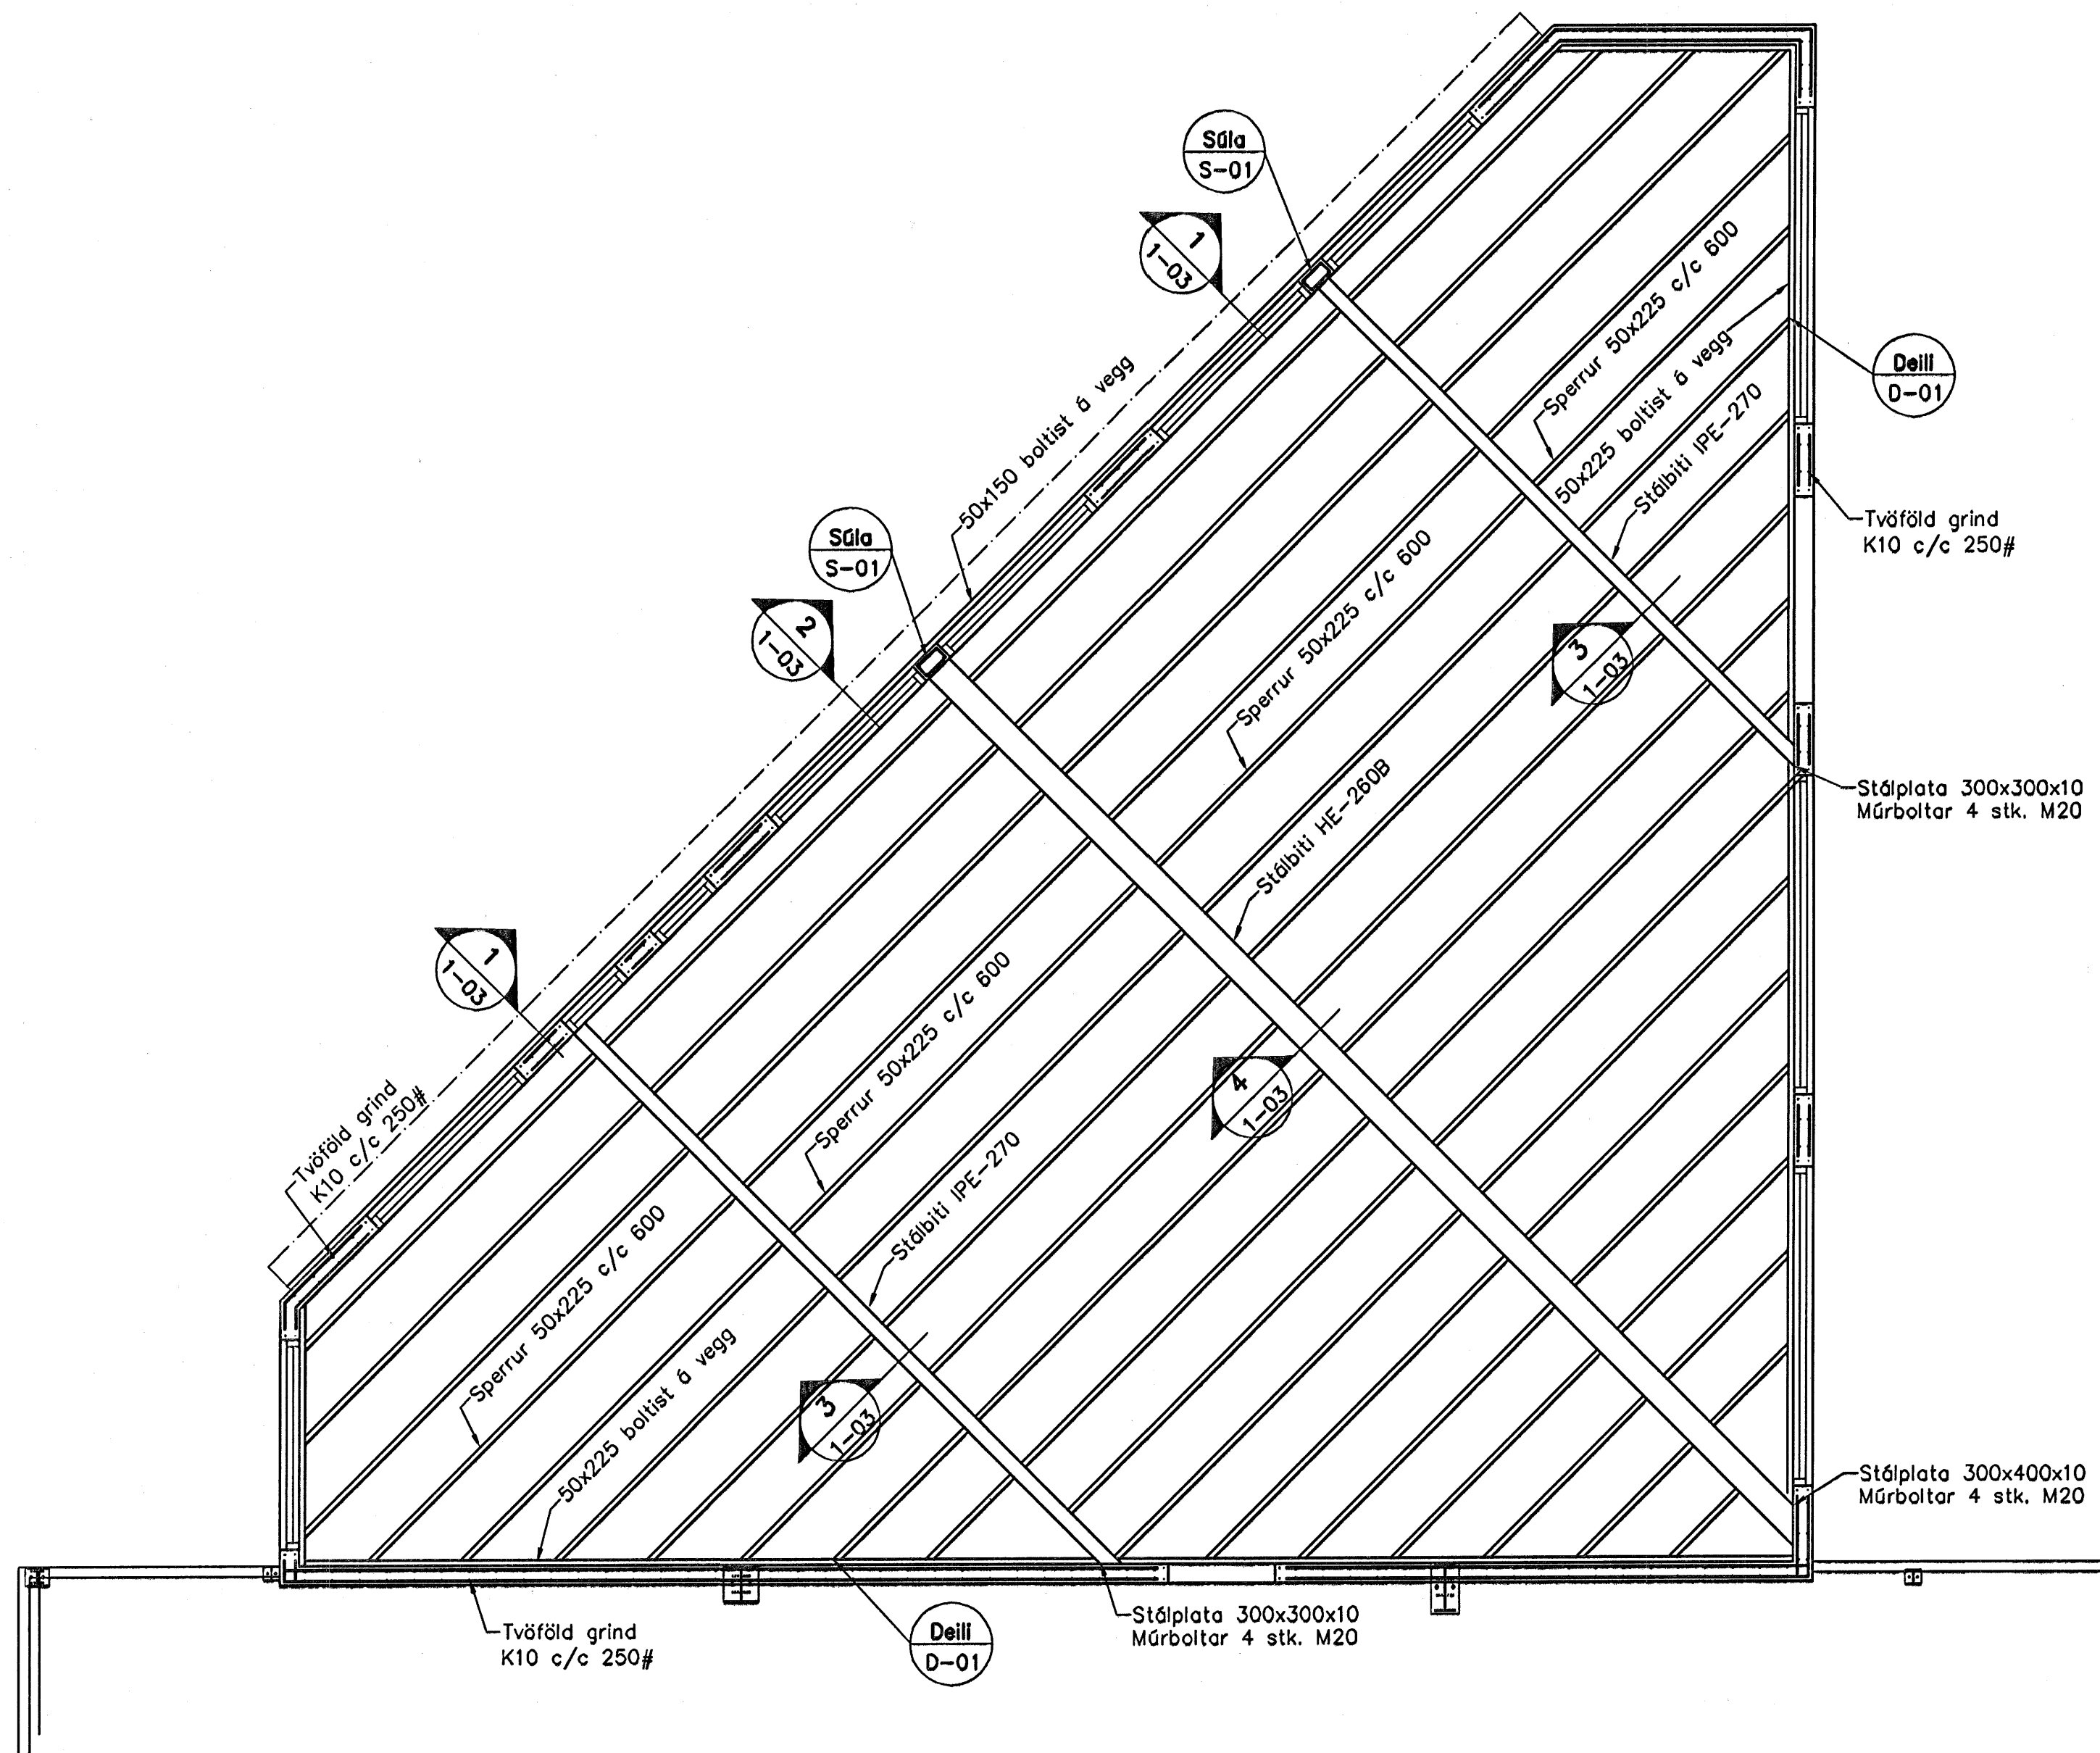 Súla
S-01
1
1-03
Sperrur 50x225 c/c 600
50x225 boltist á vegg
Stálbiti IPE-270
Deili
D-01
50x150 boltist á vegg
Tvöföld grind
K10 c/c 250#
Súla
S-01
2
1-03
Sperrur 50x225 c/c 600
3
1-03
Stálplata 300x300x10
Múrboltar 4 stk. M20
Stálbiti HE-260B
1
1-03
Sperrur 50x225 c/c 600
4
1-03
Tvöföld grind
K10 c/c 250#
Stálbiti IPE-270
Sperrur 50x225 c/c 600
50x225 boltist á vegg
3
1-03
Stálplata 300x400x10
Múrboltar 4 stk. M20
Tvöföld grind
K10 c/c 250#
Deili
D-01
Stálplata 300x300x10
Múrboltar 4 stk. M20